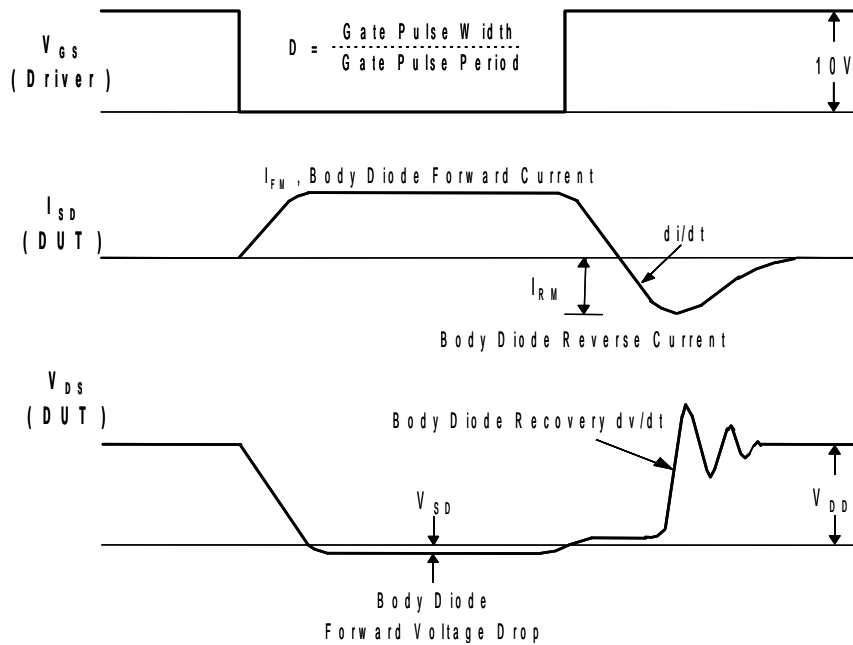 V GS
(Driver)
D = Gate Pulse Width
Gate Pulse Period
10V
I FM , Body Diode Forward Current
I SD
(DUT)
di/dt
I RM
Body Diode Reverse Current
V DS
(DUT)
Body Diode Recovery dv/dt
V SD
V DD
Body Diode
Forward Voltage Drop